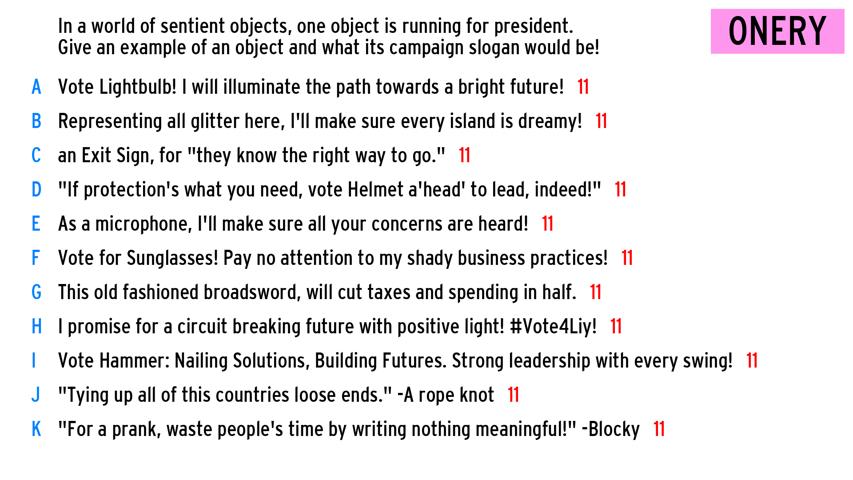 In a world of sentient objects, one object is running for president.
Give an example of an object and what its campaign slogan would be!
ONERY
A Vote Lightbulb! I will illuminate the path towards a bright future! 11
B Representing all glitter here, I'll make sure every island is dreamy! 11
C an Exit Sign, for "they know the right way to go." 11
D "If protection's what you need, vote Helmet a'head' to lead, indeed!" 11
E As a microphone, I'll make sure all your concerns are heard! 11
F Vote for Sunglasses! Pay no attention to my shady business practices! 11
G This old fashioned broadsword, will cut taxes and spending in half. 11
H I promise for a circuit breaking future with positive light! #Vote4Liy! 11
I Vote Hammer: Nailing Solutions, Building Futures. Strong leadership with every swing! 11
J "Tying up all of this countries loose ends." -A rope knot 11
K "For a prank, waste people's time by writing nothing meaningful!" -Blocky 11